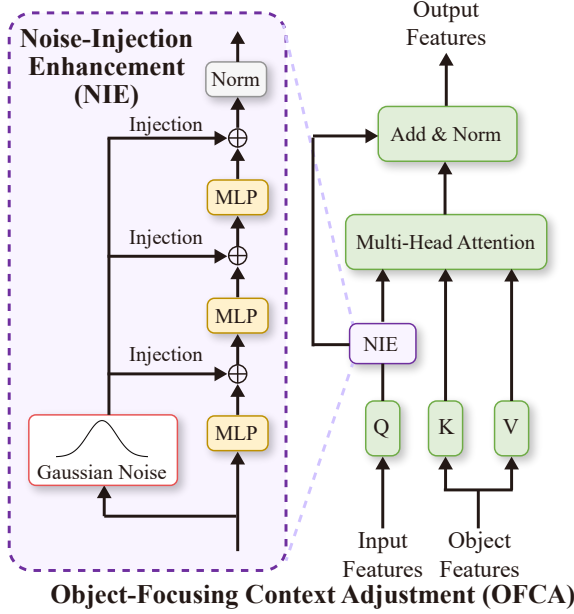 Noise-Injection
Enhancement
(NIE)
Norm
Injection
MLP
Injection
MLP
Injection
MLP
Gaussian Noise
Output
Features
Add & Norm
Multi-Head Attention
NIE
Q
K
V
Input
Features
Object
Features
Object-Focusing Context Adjustment (OFCA)